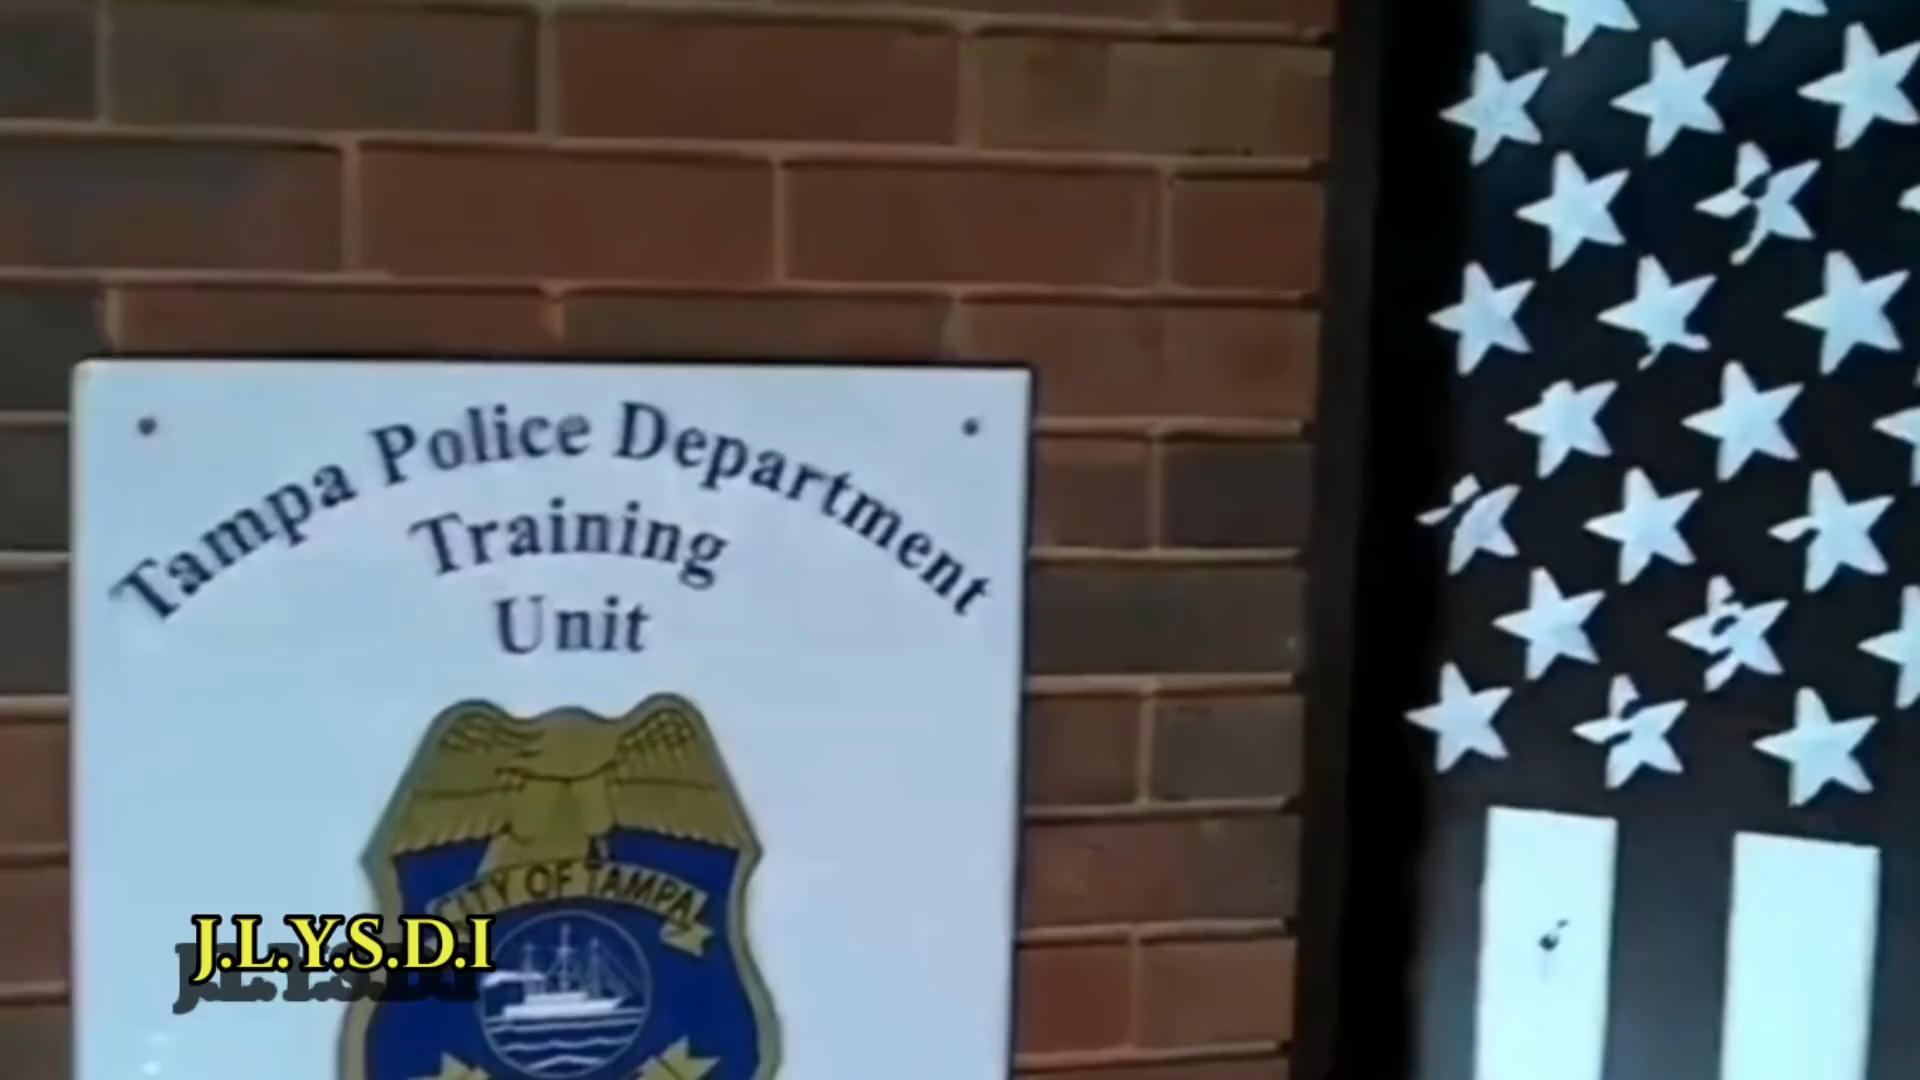 Tampa Police Department
Training
Unit
CITY OF TAMPA
J.L.Y.S.D.I